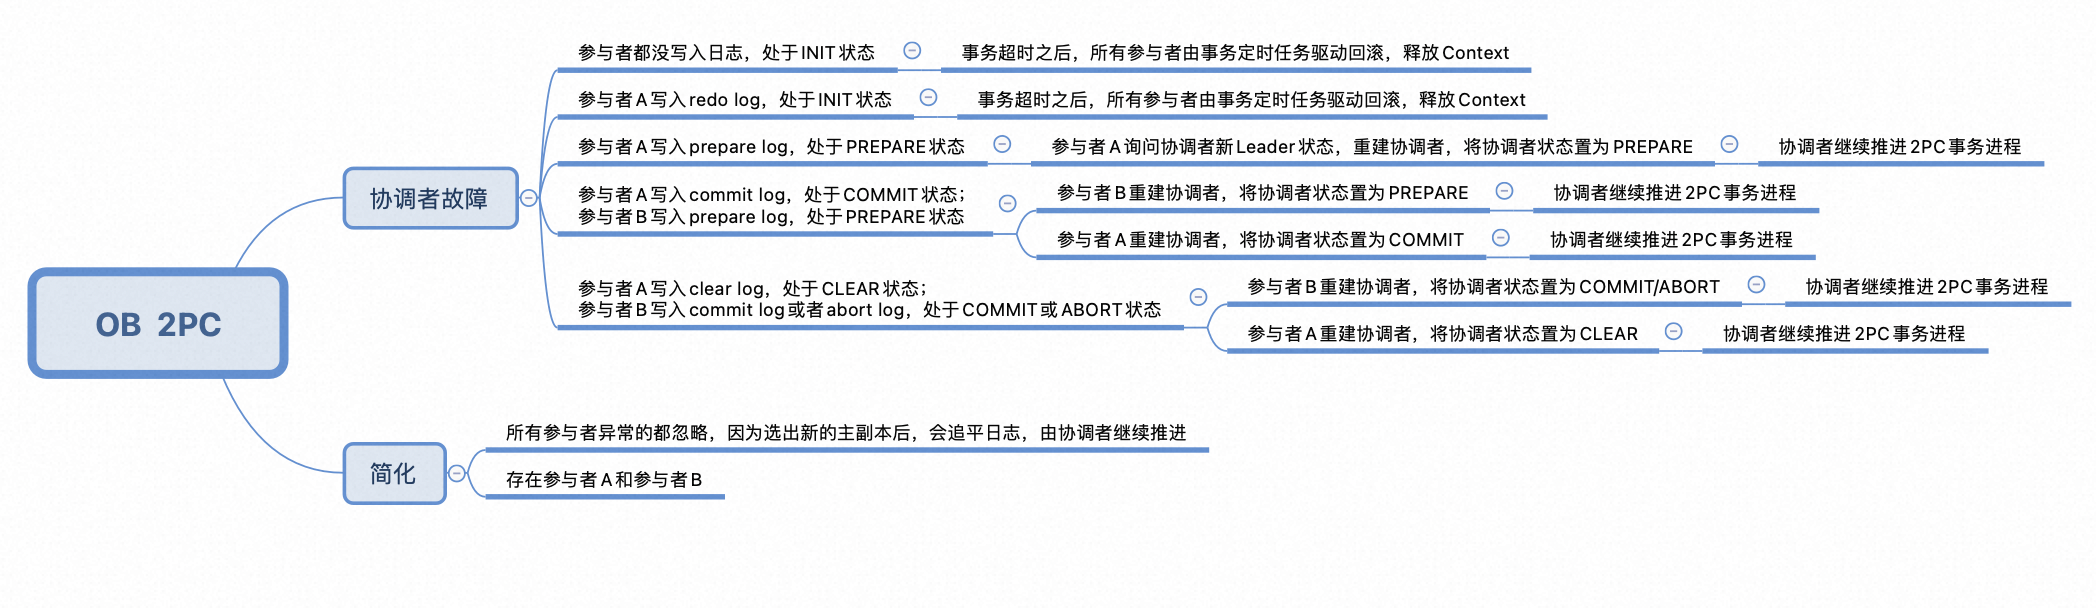 OB 2PC
协调者故障
参与者都没写入日志，处于INIT状态
事务超时之后，所有参与者由事务定时任务驱动回滚，释放Context
参与者A写入redo log，处于INIT状态
事务超时之后，所有参与者由事务定时任务驱动回滚，释放Context
参与者A写入prepare log，处于PREPARE状态
参与者A询问协调者新Leader状态，重建协调者，将协调者状态置为PREPARE
协调者继续推进2PC事务进程
参与者A写入commit log，处于COMMIT状态；
参与者B写入prepare log，处于PREPARE状态
参与者B重建协调者，将协调者状态置为PREPARE
协调者继续推进2PC事务进程
参与者A重建协调者，将协调者状态置为COMMIT
协调者继续推进2PC事务进程
参与者A写入clear log，处于CLEAR状态；
参与者B写入commit log或者abort log，处于COMMIT或ABORT状态
参与者B重建协调者，将协调者状态置为COMMIT/ABORT
协调者继续推进2PC事务进程
参与者A重建协调者，将协调者状态置为CLEAR
协调者继续推进2PC事务进程
简化
所有参与者异常的都忽略，因为选出新的主副本后，会追平日志，由协调者继续推进
存在参与者A和参与者B